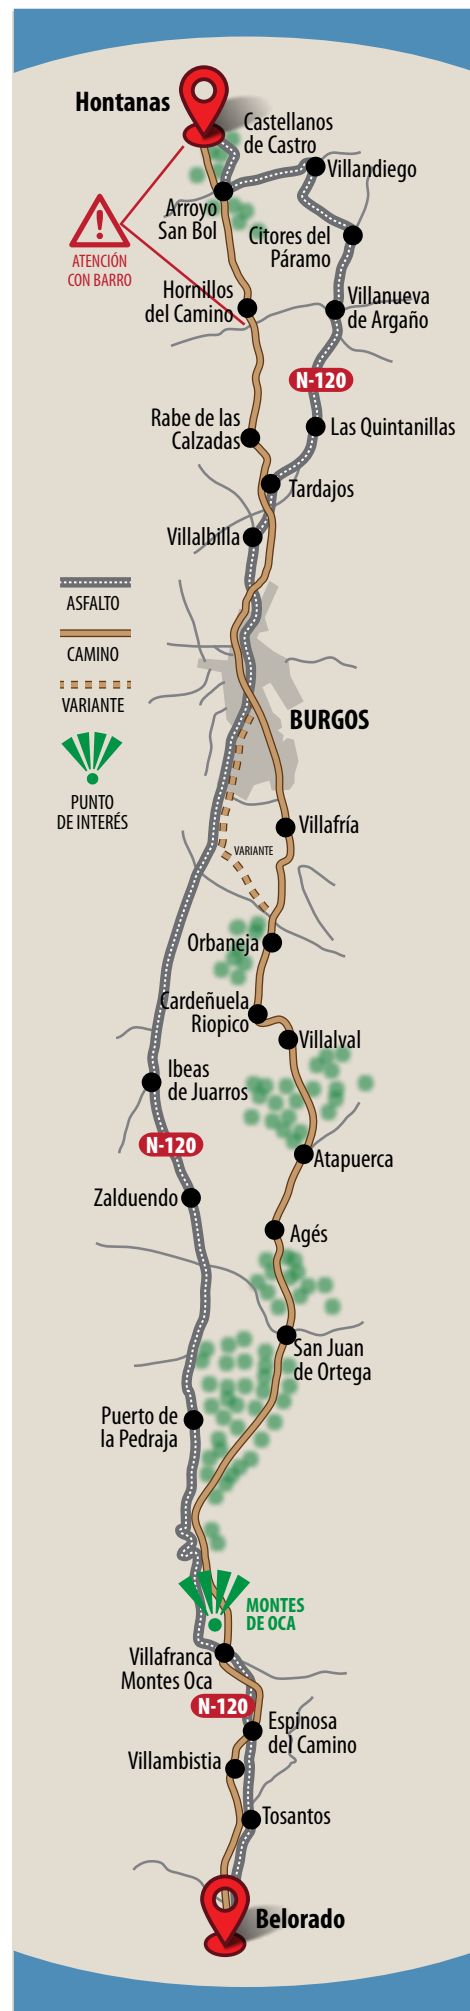 Hontanas
Castellanos
de Castro
Villandiego
Arroyo
San Bol
Citores del
Páramo
ATENCIÓN
CON BARRO
Hornillos
del Camino
Villanueva
de Argaño
N-120
Rabe de las
Calzadas
Las Quintanillas
Tardajos
Villalbilla
ASFALTO
CAMINO
VARIANTE
BURGOS
PUNTO
DE INTERÉS
Villafría
VARIANTE
Orbaneja
Cardeñuela
Riopico
Villalval
Ibeas
de Juarros
N-120
Atapuerca
Zalduendo
Agés
San Juan
de Ortega
Puerto de
la Pedraja
MONTES
DE OCA
Villafranca
Montes Oca
N-120
Espinosa
del Camino
Villambistia
Tosantos
Belorado